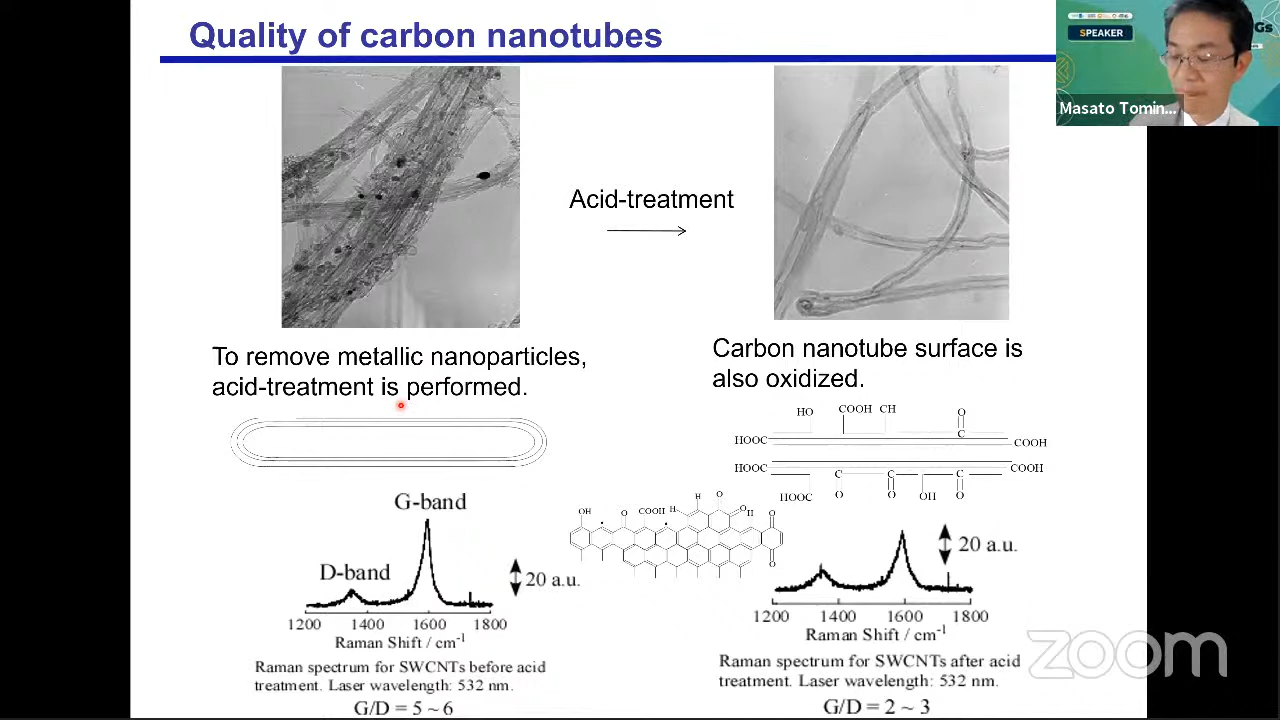 Quality of carbon nanotubes
SPEAKER
Gs
Masato Tomin...
Acid-treatment
To remove metallic nanoparticles,
acid-treatment is performed.
Carbon nanotube surface is
also oxidized.
HO COOH CH O
C
HOOC COOH
HOOC COOH
C C C
HOOC O O OH O
G-band
D-band
20 a.u.
1200 1400 1600 1800
Raman Shift / cm-1
Raman spectrum for SWCNTs before acid
treatment. Laser wavelength: 532 nm.
G/D = 5 ~ 6
OH O COOH H H O O H O
O
20 a.u.
1200 1400 1600 1800
Raman Shift / cm-1
Raman spectrum for SWCNTs after acid
treatment. Laser wavelength: 532 nm.
G/D = 2 ~ 3
zoom